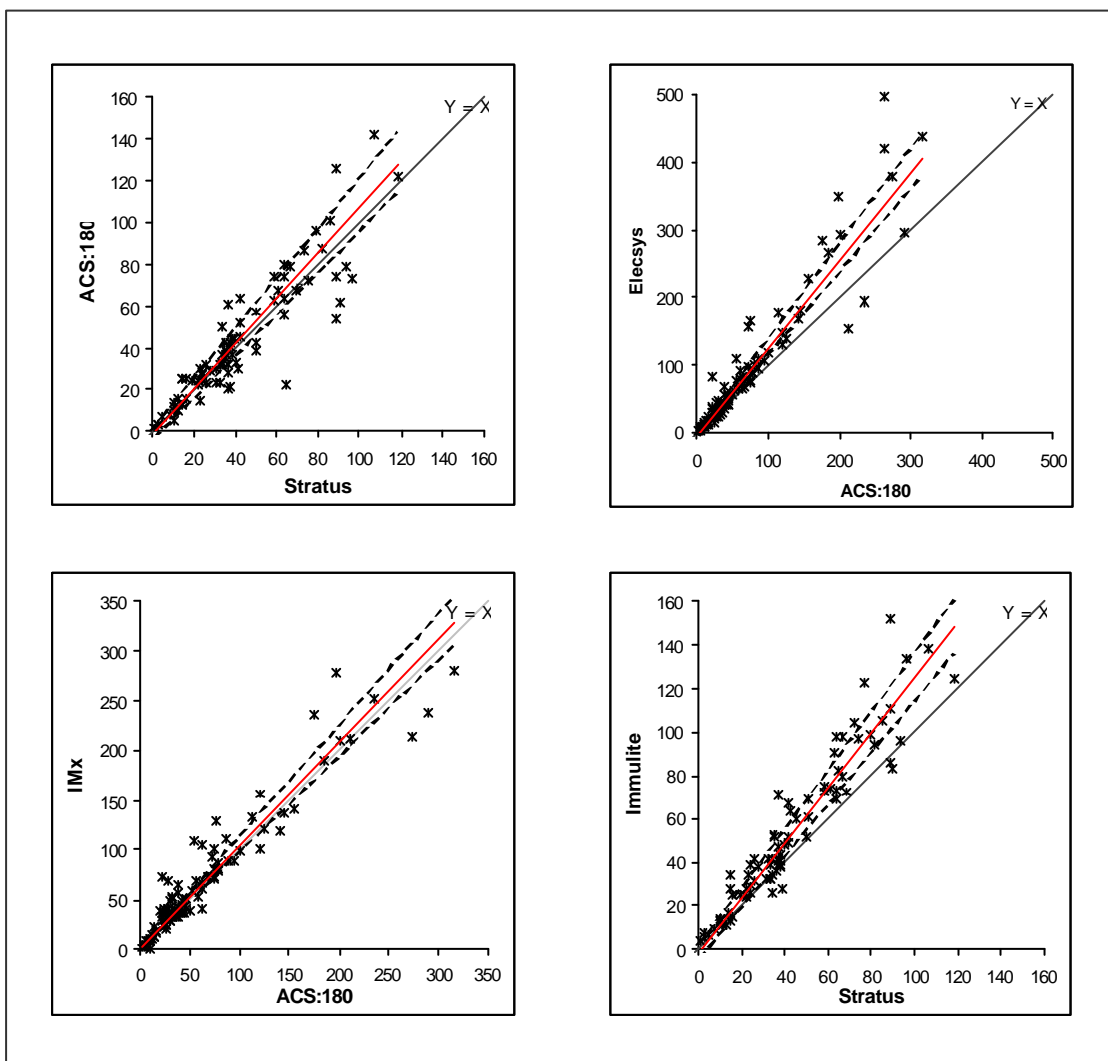 160
140
120
100
80
60
40
20
0
ACS:180
Y = X
0 20 40 60 80 100 120 140 160
Stratus
500
400
300
200
100
0
Elecsys
Y = X
0 100 200 300 400 500
ACS:180
350
300
250
200
150
100
50
0
IMx
Y = X
0 50 100 150 200 250 300 350
ACS:180
160
140
120
100
80
60
40
20
0
Immulite
Y = X
0 20 40 60 80 100 120 140 160
Stratus